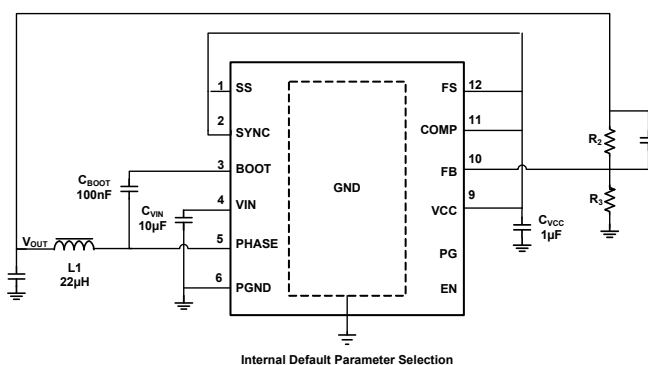 1
SS
FS
12
2
SYNC
COMP
11
3
BOOT
FB
10
4
VIN
VCC
9
5
PHASE
PG
6
PGND
EN
GND
CBOOT
100nF
CVIN
10µF
VOUT
L1
22µH
CVCC
1µF
R2
R3
Internal Default Parameter Selection